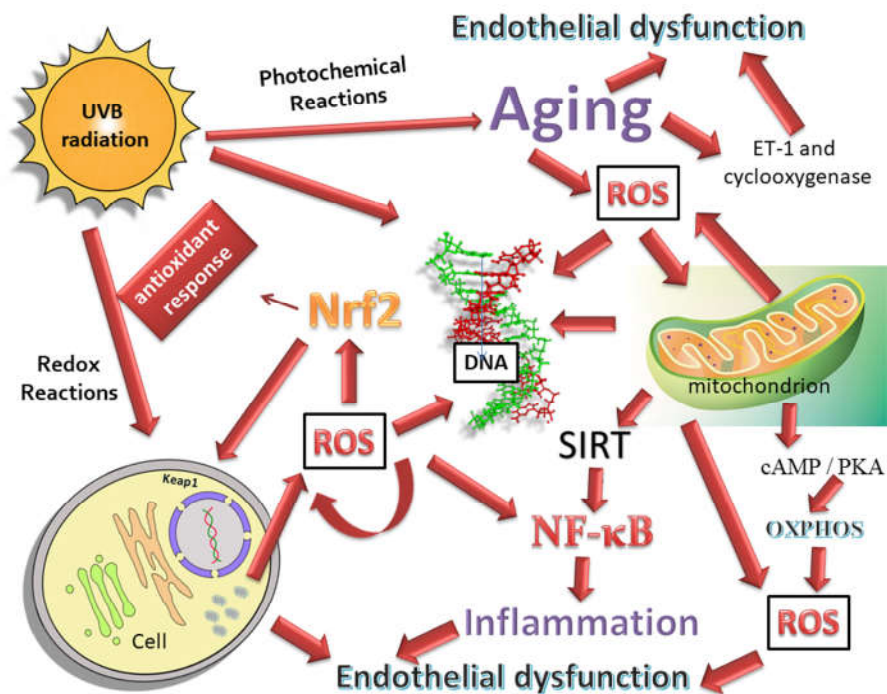 Endothelial dysfunction
Photochemical
Reactions
UVB
radiation
Aging
ET-1 and
cyclooxygenase
ROS
antioxidant
response
Nrf2
Redox
Reactions
DNA
mitochondrion
ROS
SIRT
cAMP / PKA
Keap1
NF-κB
OXPHOS
Cell
Inflammation
ROS
Endothelial dysfunction